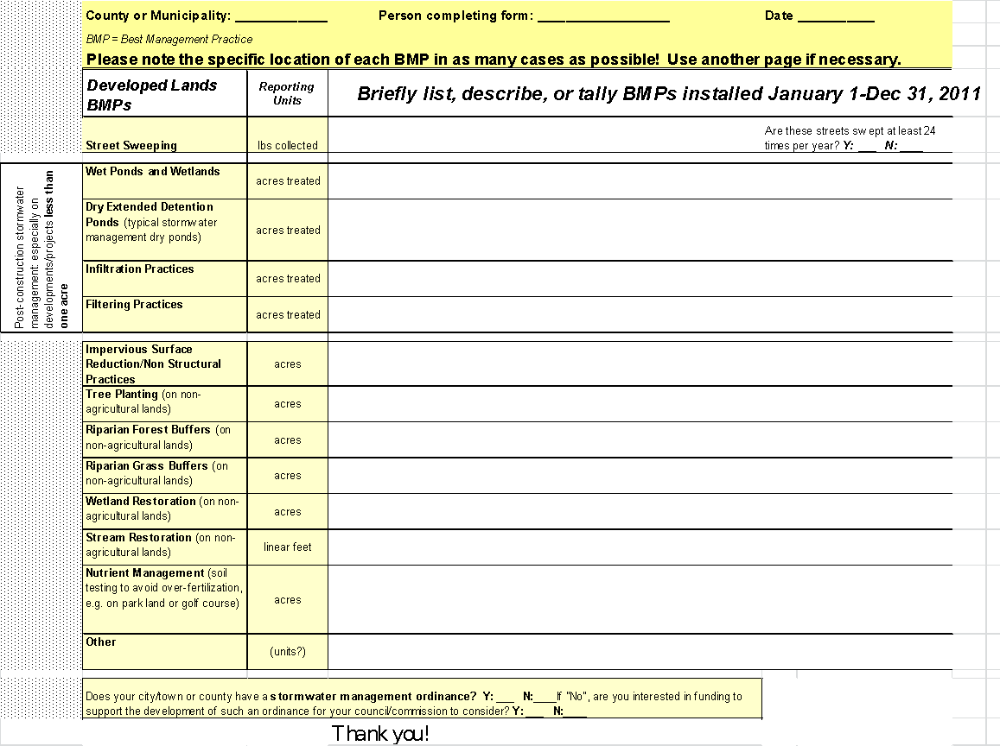 County or Municipality: _____________ Person completing form: ___________________ Date ___________
BMP = Best Management Practice
Please note the specific location of each BMP in as many cases as possible! Use another page if necessary.
Developed Lands
BMPs
Reporting
Units
Briefly list, describe, or tally BMPs installed January 1-Dec 31, 2011
Street Sweeping
lbs collected
Are these streets swept at least 24
times per year? Y: ___ N: ____
Post-construction stormwater
management: especially on
developments/projects less than
one acre
Wet Ponds and Wetlands
acres treated
Dry Extended Detention
Ponds (typical stormwater
management dry ponds)
acres treated
Infiltration Practices
acres treated
Filtering Practices
acres treated
Impervious Surface
Reduction/Non Structural
Practices
acres
Tree Planting (on non-
agricultural lands)
acres
Riparian Forest Buffers (on
non-agricultural lands)
acres
Riparian Grass Buffers (on
non-agricultural lands)
acres
Wetland Restoration (on non-
agricultural lands)
acres
Stream Restoration (on non-
agricultural lands)
linear feet
Nutrient Management (soil
testing to avoid over-fertilization,
e.g. on park land or golf course)
acres
Other
(units?)
Does your city/town or county have a stormwater management ordinance? Y: ___ N:____If "No", are you interested in funding to
support the development of such an ordinance for your council/commission to consider? Y: ___ N:____
Thank you!